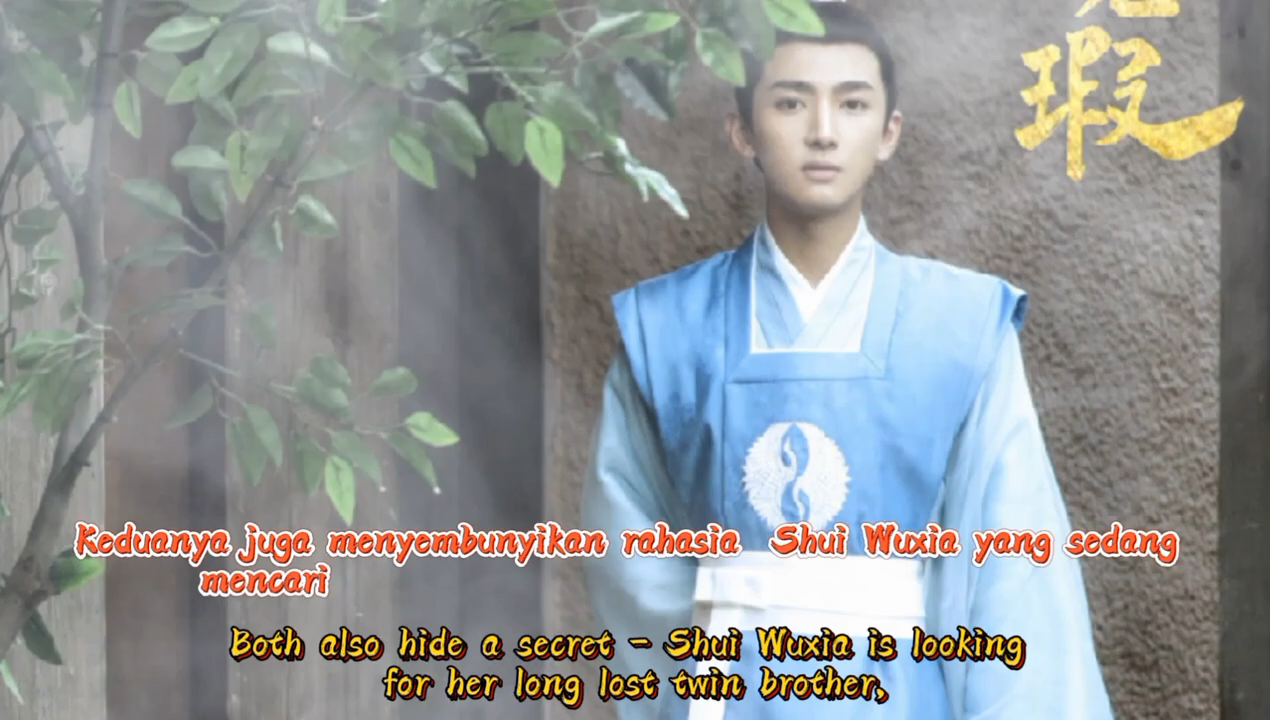 瑕
Keduanya juga menyembunyikan rahasia Shui Wuxia yang sedang
mencari
Both also hide a secret – Shui Wuxia is looking
for her long lost twin brother,